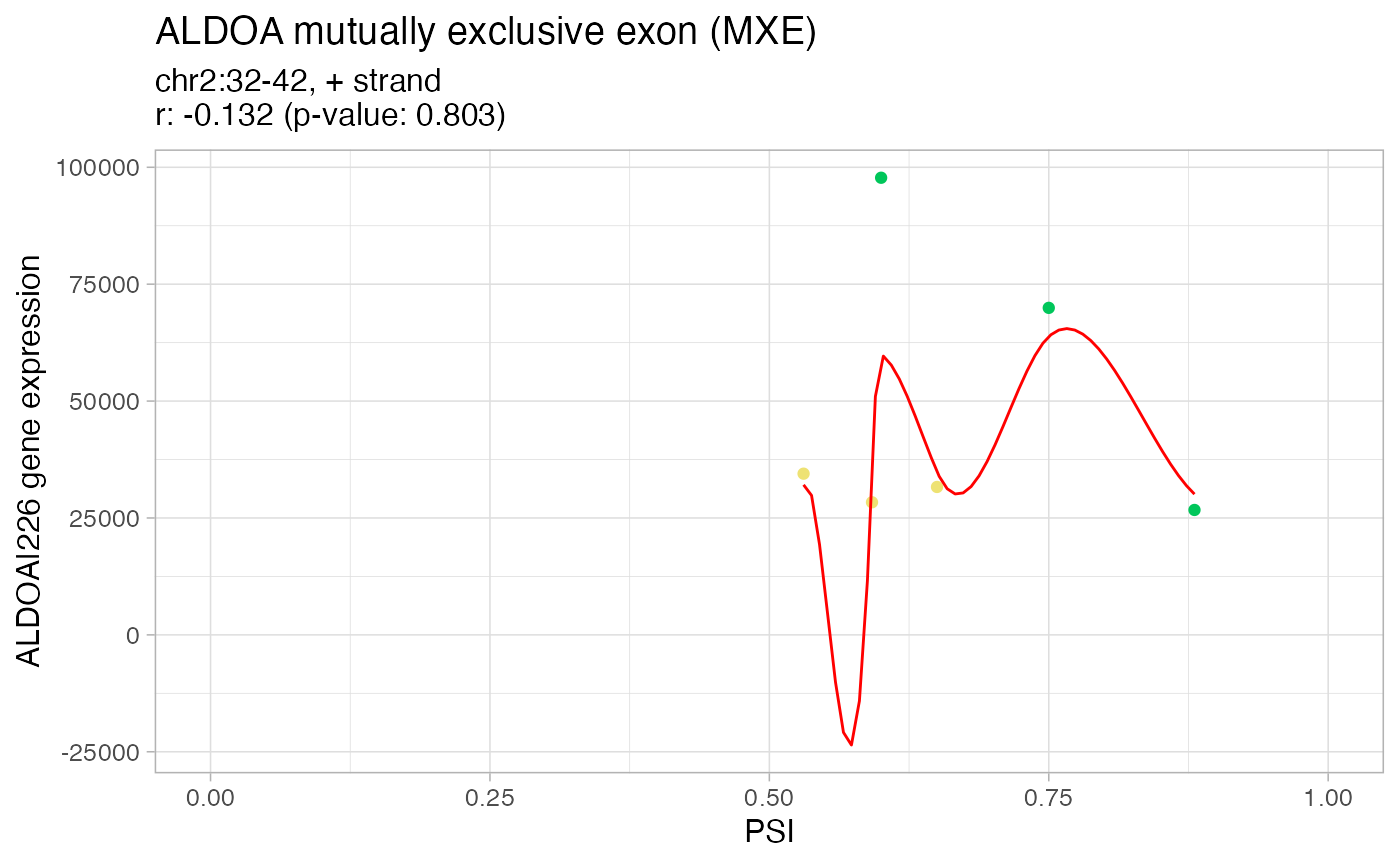 ALDOA mutually exclusive exon (MXE)
chr2:32-42, + strand
r: -0.132 (p-value: 0.803)
ALDOAI226 gene expression
100000
75000
50000
25000
0
-25000
0.00
0.25
0.50
0.75
1.00
PSI